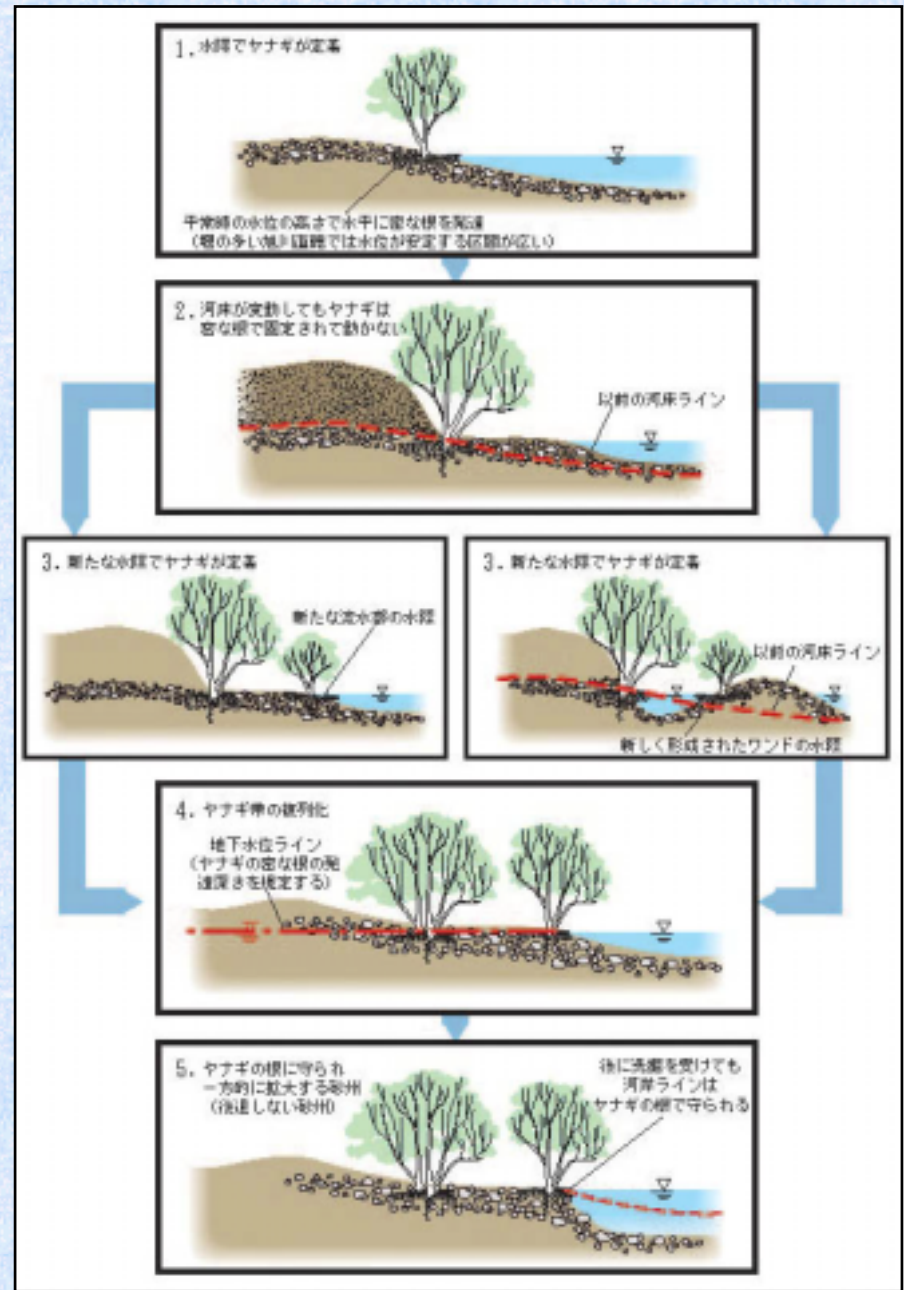 1. 水際でヤナギが定着
平常時の水位の高さで水平に密な根を発達
(堰の多い旭川直轄では水位が安定する区間が広い)
2. 河床が変動してもヤナギは
密な根で固定されて動かない
以前の河床ライン
3. 新たな水際でヤナギが定着
新たな流水部の水際
3. 新たな水際でヤナギが定着
以前の河床ライン
新しく形成されたワンドの水際
4. ヤナギ帯の複列化
地下水位ライン
(ヤナギの密な根の発
達深さを規定する)
5. ヤナギの根に守られ
一方的に拡大する砂州
(後退しない砂州)
後に洗掘を受けても
河岸ラインは
ヤナギの根で守られる